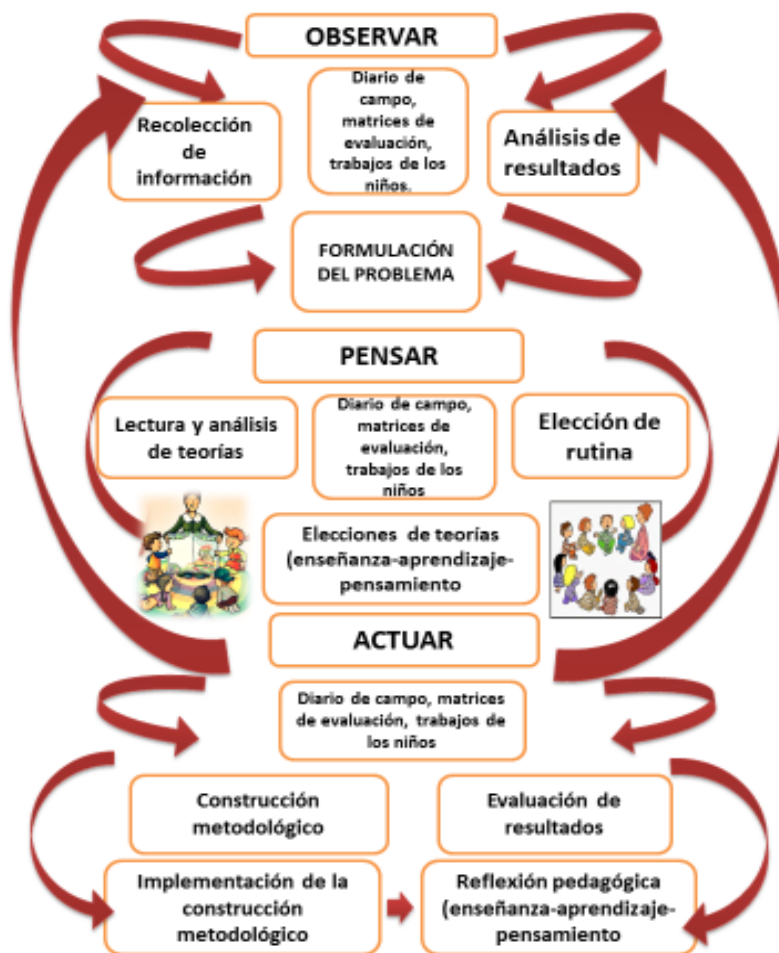 OBSERVAR
Recolección
de
información
Diario de
campo,
matrices de
evaluación,
trabajos de los
niños.
Análisis de
resultados
FORMULACIÓN
DEL PROBLEMA
PENSAR
Lectura y análisis
de teorías
Diario de campo,
matrices de
evaluación,
trabajos de los
niños
Elección de
rutina
Elecciones de teorías
(enseñanza-aprendizaje-
pensamiento
ACTUAR
Diario de campo, matrices
de evaluación, trabajos de
los niños
Construcción
metodológico
Evaluación de
resultados
Implementación de la
construcción
metodológico
Reflexión pedagógica
(enseñanza-aprendizaje-
pensamiento